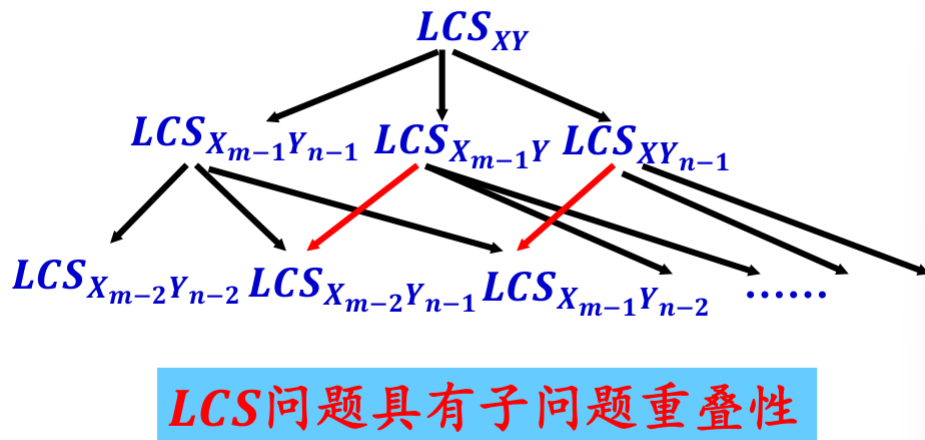 LCS_{XY}
LCS_{X_{m-1}Y_{n-1}} LCS_{X_{m-1}Y} LCS_{XY_{n-1}}
LCS_{X_{m-2}Y_{n-2}} LCS_{X_{m-2}Y_{n-1}} LCS_{X_{m-1}Y_{n-2}} ……
LCS问题具有子问题重叠性